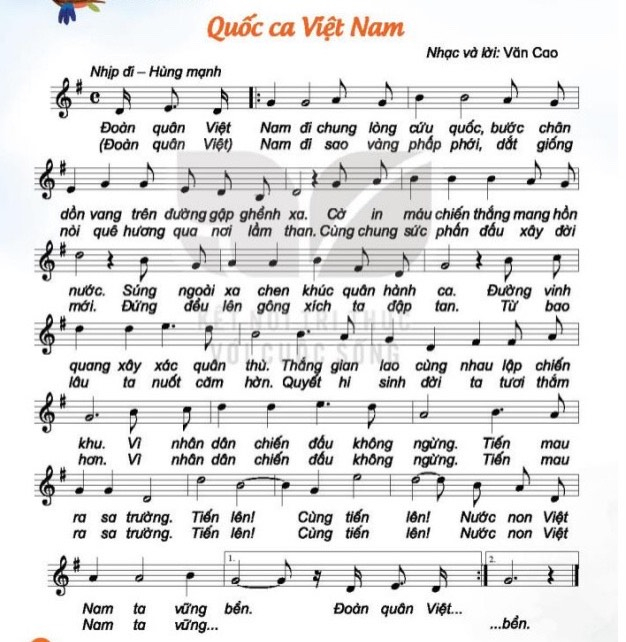 Quốc ca Việt Nam
Nhạc và lời: Văn Cao
Nhịp đi – Hùng mạnh
Đoàn quân Việt Nam đi chung lòng cứu quốc, bước chân
(Đoàn quân Việt) Nam đi sao vàng phấp phới, dắt giống
dồn vang trên đường gập ghềnh xa. Cờ in máu chiến thắng mang hồn
nòi quê hương qua nơi lầm than. Cùng chung sức phấn đấu xây đời
nước. Súng ngoài xa chen khúc quân hành ca. Đường vinh
mới. Đứng đều lên gông xích ta đập tan. Từ bao
KẾT NỐI TRI THỨC
VỚI CUỘC SỐNG
quang xây xác quân thù. Thắng gian lao cùng nhau lập chiến
lâu ta nuốt căm hờn. Quyết hi sinh đời ta tươi thắm
khu. Vì nhân dân chiến đấu không ngừng. Tiến mau
hơn. Vì nhân dân chiến đấu không ngừng. Tiến mau
ra sa trường. Tiến lên! Cùng tiến lên! Nước non Việt
ra sa trường. Tiến lên! Cùng tiến lên! Nước non Việt
1. 2.
Nam ta vững bền. Đoàn quân Việt...
Nam ta vững... ...bền.